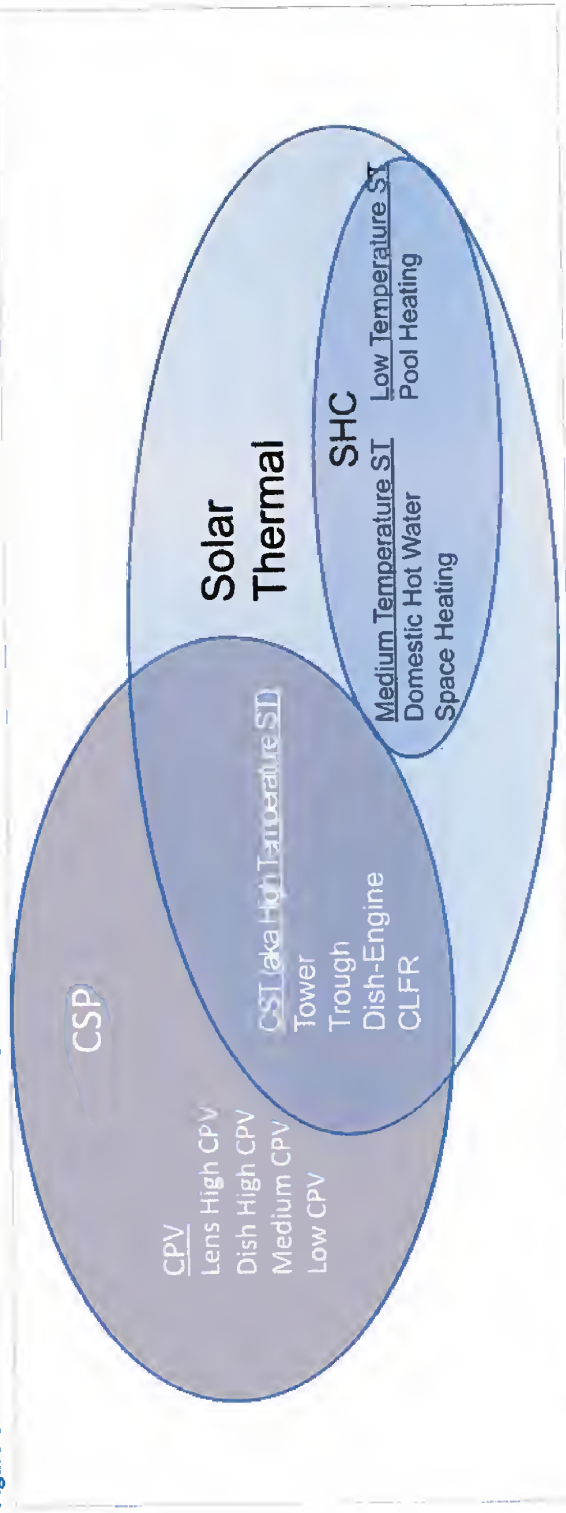 CSP
CPV
Lens High CPV
Dish High CPV
Medium CPV
Low CPV
CST (aka High Temperature ST)
Tower
Trough
Dish-Engine
CLFR
Solar
Thermal
SHC
Medium Temperature ST
Domestic Hot Water
Space Heating
Low Temperature ST
Pool Heating